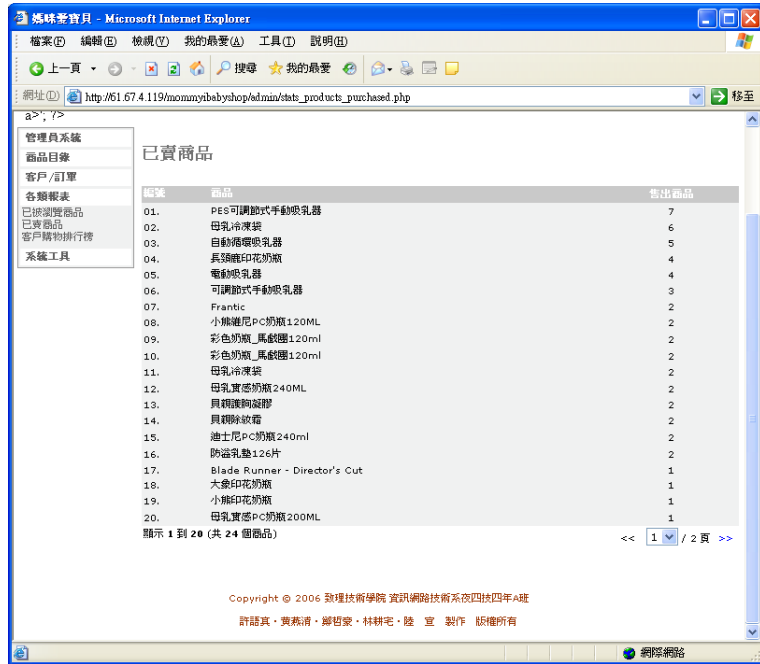 媽咪愛寶貝 - Microsoft Internet Explorer
檔案(F) 編輯(E) 檢視(V) 我的最愛(A) 工具(T) 說明(H)
上一頁 搜尋 我的最愛
網址(D) http://61.67.4.119/mommyibabyshop/admin/stats_products_purchased.php 移至
a>'; ?>
管理員系統
商品目錄
客戶/訂單
各類報表
已被瀏覽商品
已賣商品
客戶購物排行榜
系統工具
已賣商品
編號 商品 售出商品
01. PES可調節式手動吸乳器 7
02. 母乳冷凍袋 6
03. 自動循環吸乳器 5
04. 長頸鹿印花奶瓶 4
05. 電動吸乳器 4
06. 可調節式手動吸乳器 3
07. Frantic 2
08. 小熊維尼PC奶瓶120ML 2
09. 彩色奶瓶_馬戲團120ml 2
10. 彩色奶瓶_馬戲團120ml 2
11. 母乳冷凍袋 2
12. 母乳實感奶瓶240ML 2
13. 貝親護胸凝膠 2
14. 貝親除紋霜 2
15. 迪士尼PC奶瓶240ml 2
16. 防溢乳墊126片 2
17. Blade Runner - Director's Cut 1
18. 大象印花奶瓶 1
19. 小熊印花奶瓶 1
20. 母乳實感PC奶瓶200ML 1
顯示 1 到 20 (共 24 個商品) << 1 / 2 頁 >>
Copyright © 2006 致理技術學院 資訊網路技術系夜四技四年A班
許語真・黃燕清・鄭哲豪・林耕宅・陸 宣 製作 版權所有
網際網路